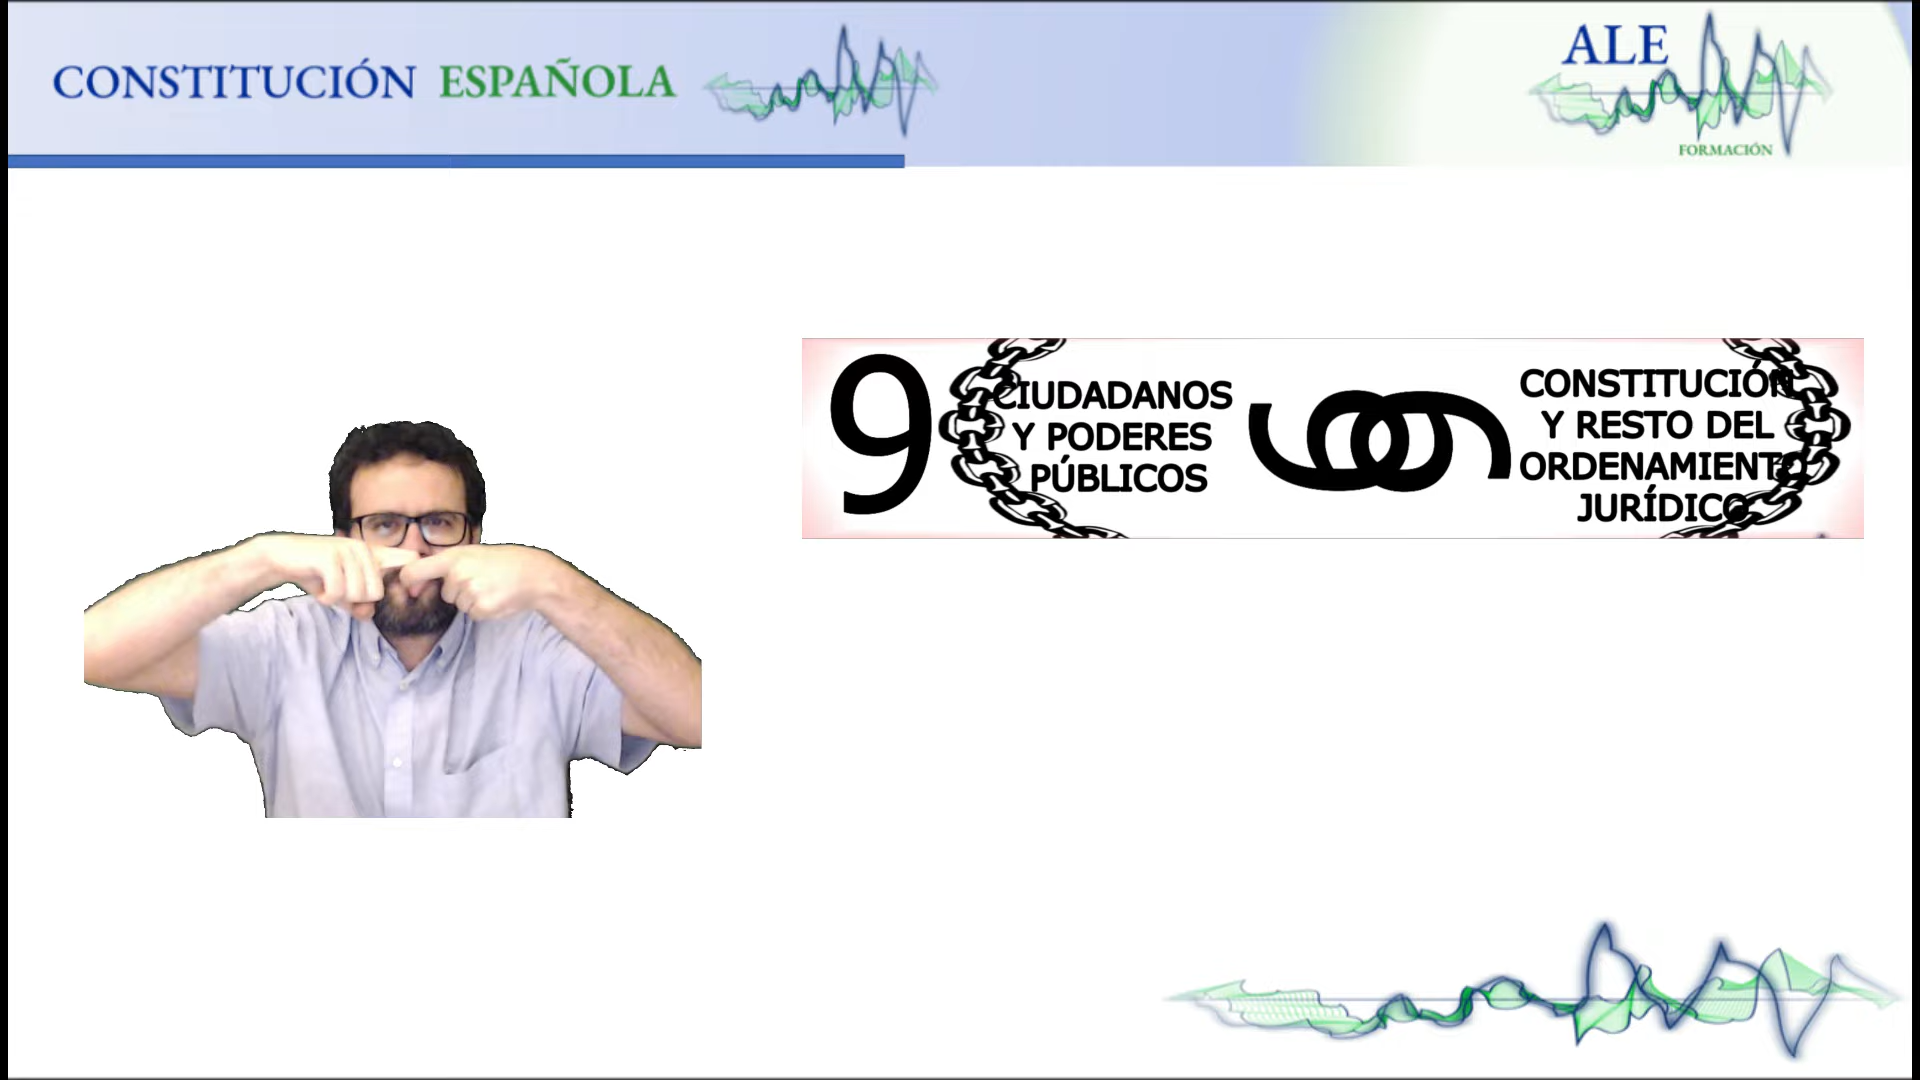 CONSTITUCIÓN ESPAÑOLA
ALE
FORMACIÓN
9
CIUDADANOS
Y PODERES
PÚBLICOS
CONSTITUCIÓN
Y RESTO DEL
ORDENAMIENTO
JURÍDICO